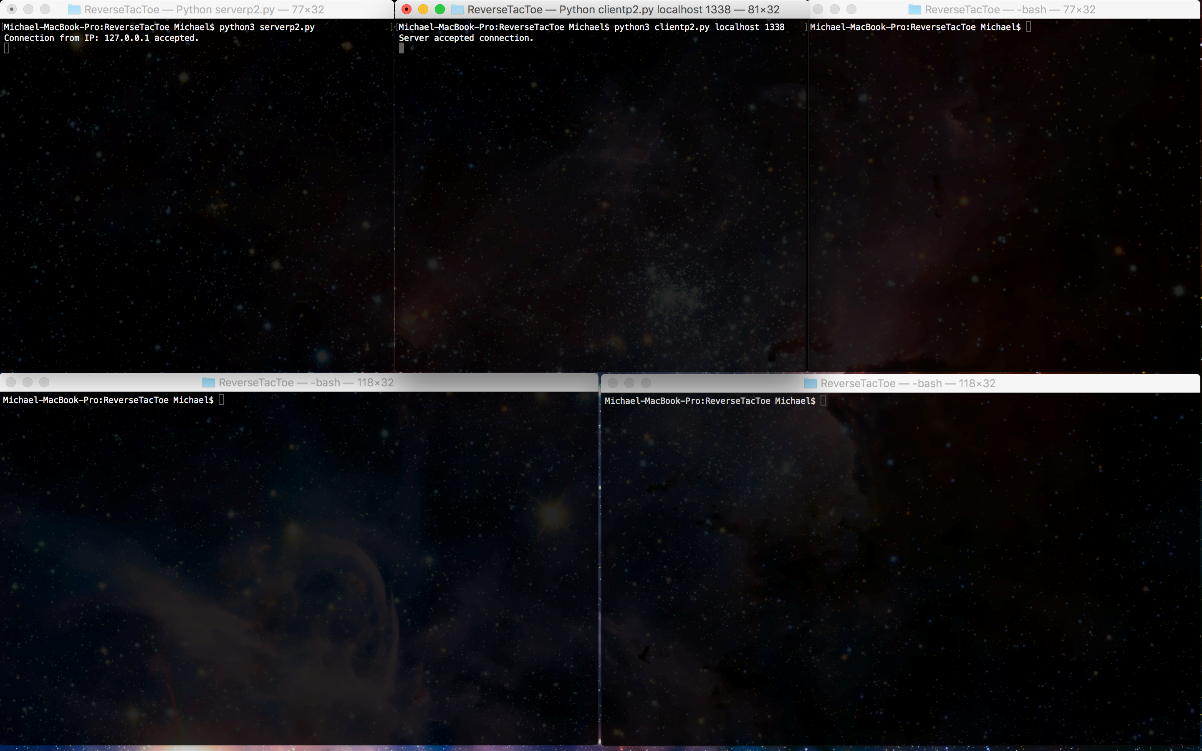 ReverseTacToe — Python serverp2.py — 77×32
Michael-MacBook-Pro:ReverseTacToe Michael$ python3 serverp2.py
Connection from IP: 127.0.0.1 accepted.
ReverseTacToe — Python clientp2.py localhost 1338 — 81×32
Michael-MacBook-Pro:ReverseTacToe Michael$ python3 clientp2.py localhost 1338
Server accepted connection.
ReverseTacToe — -bash — 77×32
Michael-MacBook-Pro:ReverseTacToe Michael$
ReverseTacToe — -bash — 118×32
Michael-MacBook-Pro:ReverseTacToe Michael$
ReverseTacToe — -bash — 118×32
Michael-MacBook-Pro:ReverseTacToe Michael$